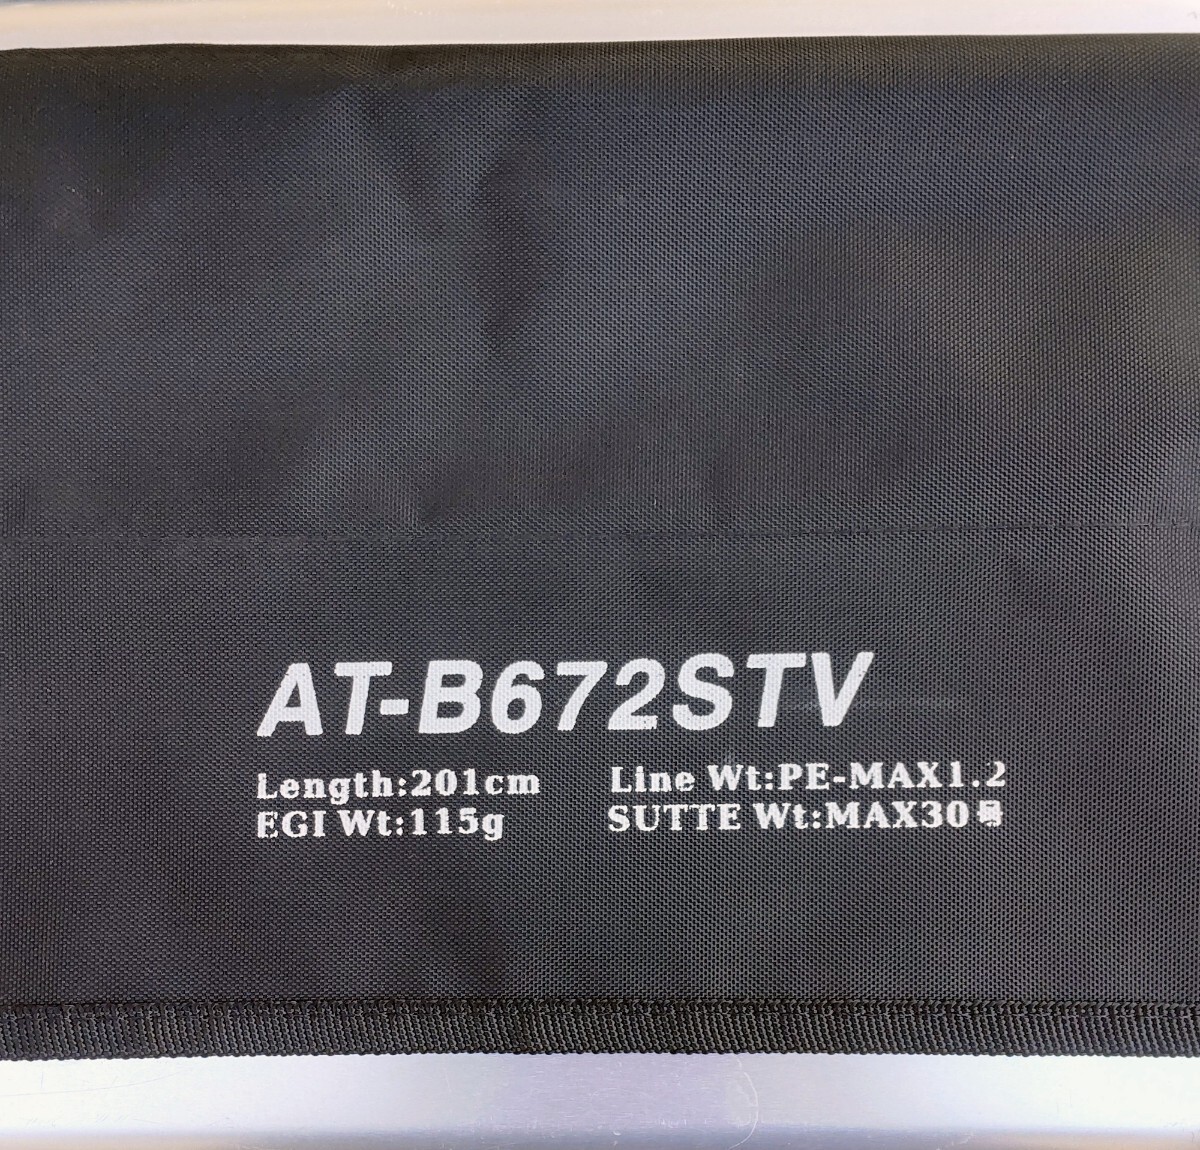 AT-B672STV
Length:201cm Line Wt:PE-MAX1.2
EGI Wt:115g SUTTE Wt:MAX30号